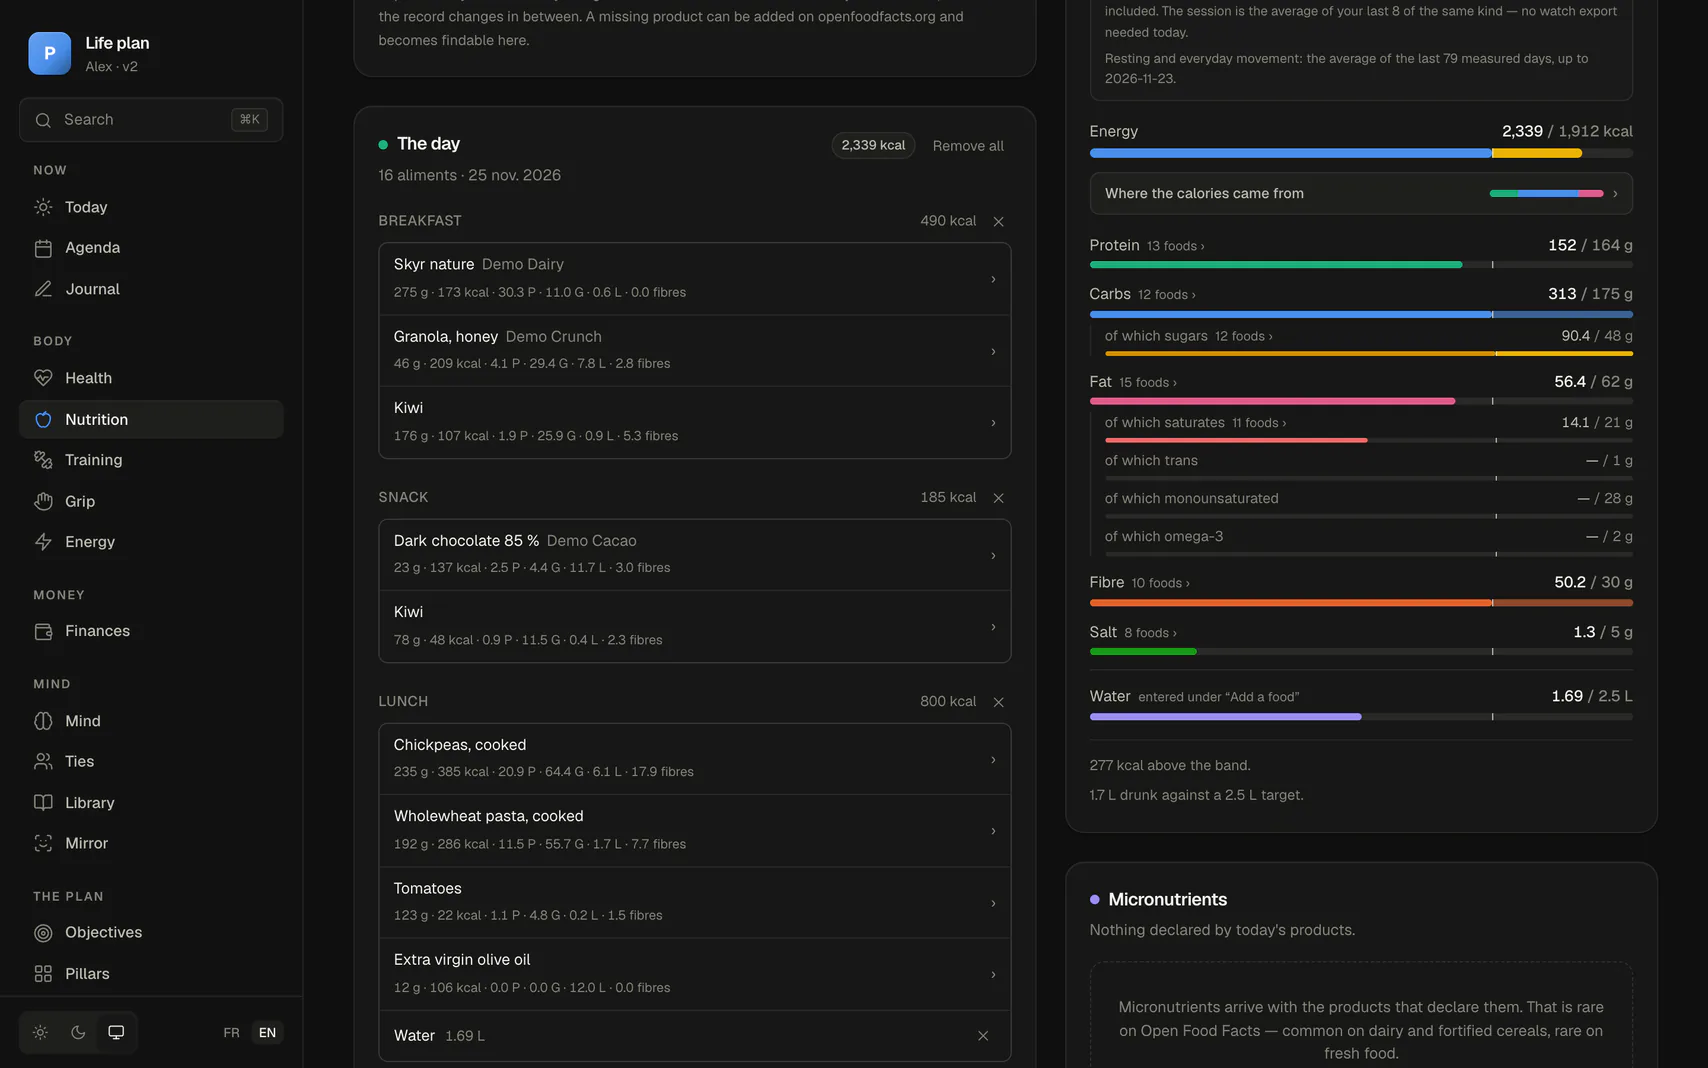 P
Life plan
Alex · v2
Search ⌘K
NOW
Today
Agenda
Journal
BODY
Health
Nutrition
Training
Grip
Energy
MONEY
Finances
MIND
Mind
Ties
Library
Mirror
THE PLAN
Objectives
Pillars
FR EN
the record changes in between. A missing product can be added on openfoodfacts.org and
becomes findable here.
The day 2,339 kcal Remove all
16 aliments · 25 nov. 2026
BREAKFAST 490 kcal ×
Skyr nature Demo Dairy
275 g · 173 kcal · 30.3 P · 11.0 G · 0.6 L · 0.0 fibres
Granola, honey Demo Crunch
46 g · 209 kcal · 4.1 P · 29.4 G · 7.8 L · 2.8 fibres
Kiwi
176 g · 107 kcal · 1.9 P · 25.9 G · 0.9 L · 5.3 fibres
SNACK 185 kcal ×
Dark chocolate 85 % Demo Cacao
23 g · 137 kcal · 2.5 P · 4.4 G · 11.7 L · 3.0 fibres
Kiwi
78 g · 48 kcal · 0.9 P · 11.5 G · 0.4 L · 2.3 fibres
LUNCH 800 kcal ×
Chickpeas, cooked
235 g · 385 kcal · 20.9 P · 64.4 G · 6.1 L · 17.9 fibres
Wholewheat pasta, cooked
192 g · 286 kcal · 11.5 P · 55.7 G · 1.7 L · 7.7 fibres
Tomatoes
123 g · 22 kcal · 1.1 P · 4.8 G · 0.2 L · 1.5 fibres
Extra virgin olive oil
12 g · 106 kcal · 0.0 P · 0.0 G · 12.0 L · 0.0 fibres
Water 1.69 L ×
included. The session is the average of your last 8 of the same kind — no watch export
needed today.
Resting and everyday movement: the average of the last 79 measured days, up to
2026-11-23.
Energy 2,339 / 1,912 kcal
Where the calories came from ›
Protein 13 foods › 152 / 164 g
Carbs 12 foods › 313 / 175 g
of which sugars 12 foods › 90.4 / 48 g
Fat 15 foods › 56.4 / 62 g
of which saturates 11 foods › 14.1 / 21 g
of which trans — / 1 g
of which monounsaturated — / 28 g
of which omega-3 — / 2 g
Fibre 10 foods › 50.2 / 30 g
Salt 8 foods › 1.3 / 5 g
Water entered under “Add a food” 1.69 / 2.5 L
277 kcal above the band.
1.7 L drunk against a 2.5 L target.
Micronutrients
Nothing declared by today's products.
Micronutrients arrive with the products that declare them. That is rare
on Open Food Facts — common on dairy and fortified cereals, rare on
fresh food.